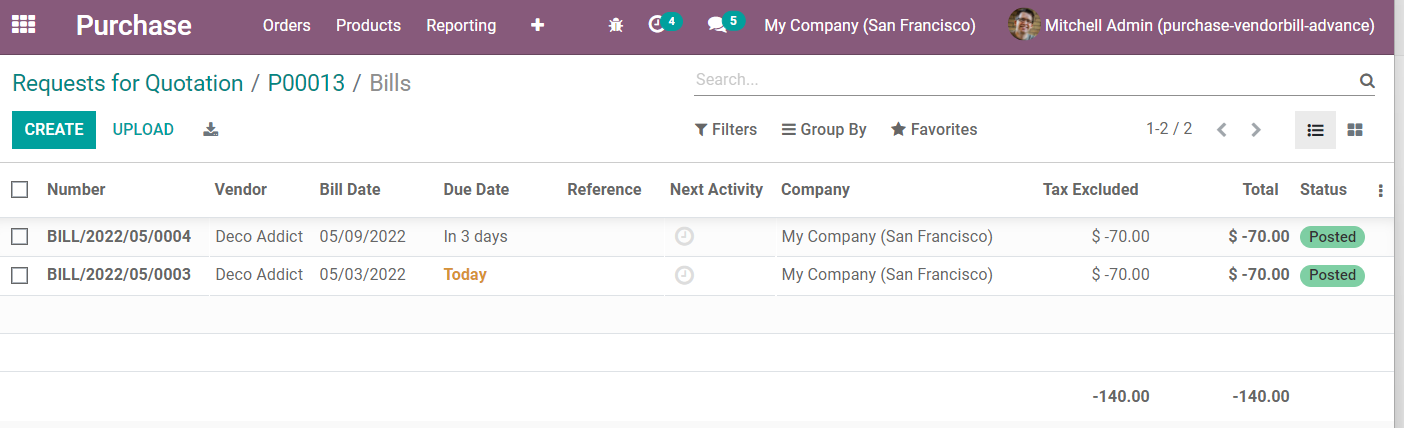 Purchase Orders Products Reporting 4 5 My Company (San Francisco) Mitchell Admin (purchase-vendorbill-advance)
Requests for Quotation / P00013 / Bills Search...
CREATE UPLOAD Filters Group By Favorites 1-2 / 2
Number Vendor Bill Date Due Date Reference Next Activity Company Tax Excluded Total Status
BILL/2022/05/0004 Deco Addict 05/09/2022 In 3 days My Company (San Francisco) $ -70.00 $ -70.00 Posted
BILL/2022/05/0003 Deco Addict 05/03/2022 Today My Company (San Francisco) $ -70.00 $ -70.00 Posted
-140.00 -140.00